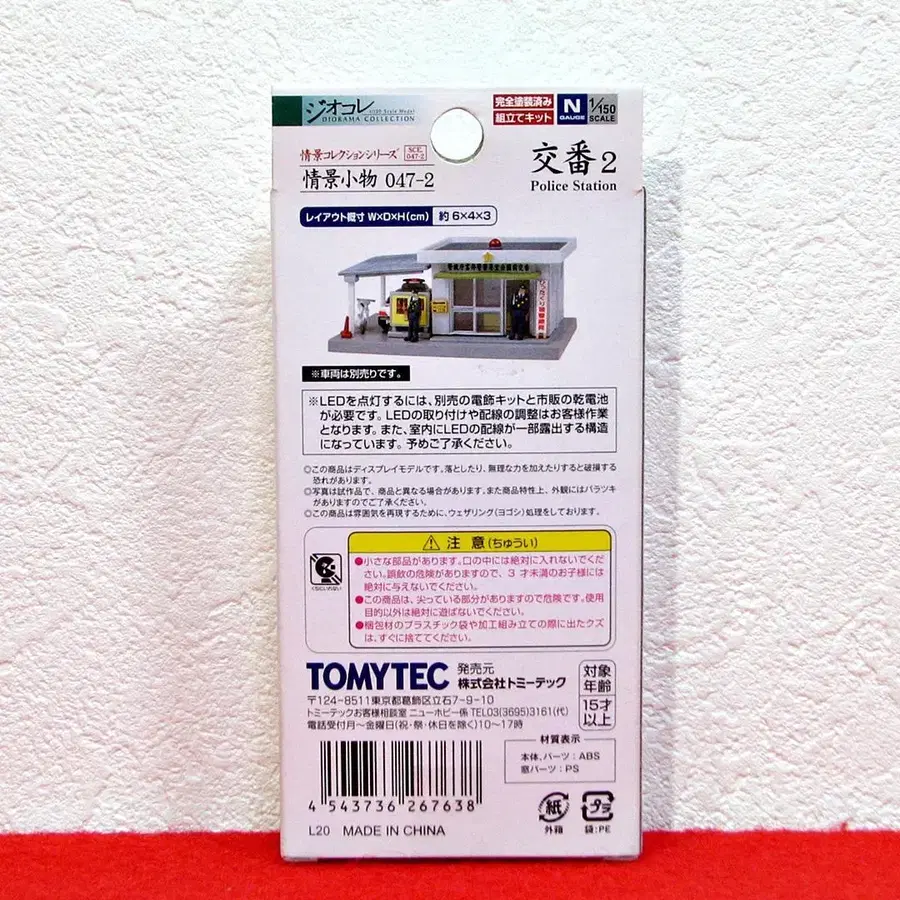 ジオコレ
1/150 Scale Model
DIORAMA COLLECTION
完全塗装済み
組立てキット
N
GAUGE
1/150
SCALE
情景コレクションシリーズ
SCE.
047-2
情景小物 047-2
交番2
Police Station
レイアウト概寸 W×D×H(cm) 約 6×4×3
※車両は別売りです。
※LEDを点灯するには、別売の電飾キットと市販の乾電池
が必要です。LEDの取り付けや配線の調整はお客様作業
となります。また、室内にLEDの配線が一部露出する構造
になっています。予めご了承ください。
◎この商品はディスプレイモデルです。落としたり、無理な力を加えたりすると破損する
恐れがあります。
◎写真は試作品で、商品と異なる場合があります。また商品特性上、外観にはバラツキ
がありますのでご了承ください。
◎この商品は雰囲気を再現するために、ウェザリング(ヨゴシ)処理をしております。
注意(ちゅうい)
●小さな部品があります。口の中には絶対に入れないでくだ
さい。誤飲の危険がありますので、3才未満のお子様には
絶対に与えないでください。
●この商品は、尖っている部分がありますので危険です。使用
目的以外は絶対に遊ばないでください。
●梱包材のプラスチック袋や加工組み立ての際に出たクズ
は、すぐに捨ててください。
くちにいれない
TOMYTEC
発売元
株式会社トミーテック
〒124-8511東京都葛飾区立石7-9-10
トミーテックお客様相談室 ニューホビー係 TEL03(3695)3161(代)
電話受付月〜金曜日(祝・祭・休日を除く)10〜17時
対象
年齢
15才
以上
材質表示
本体、パーツ:ABS
窓パーツ:PS
4 543736 267638
L20 MADE IN CHINA
紙
外箱
プラ
袋:PE